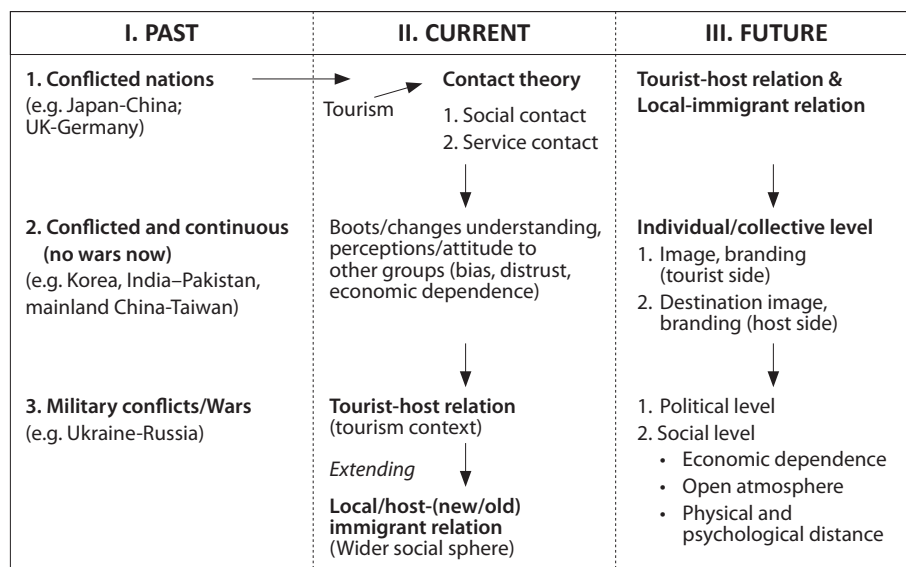 I. PAST
1. Conflicted nations
(e.g. Japan-China;
UK-Germany)
2. Conflicted and continuous
(no wars now)
(e.g. Korea, India–Pakistan,
mainland China-Taiwan)
3. Military conflicts/Wars
(e.g. Ukraine-Russia)
II. CURRENT
Tourism
Contact theory
1. Social contact
2. Service contact
Boots/changes understanding,
perceptions/attitude to
other groups (bias, distrust,
economic dependence)
Tourist-host relation
(tourism context)
Extending
Local/host-(new/old)
immigrant relation
(Wider social sphere)
III. FUTURE
Tourist-host relation &
Local-immigrant relation
Individual/collective level
1. Image, branding
(tourist side)
2. Destination image,
branding (host side)
1. Political level
2. Social level
• Economic dependence
• Open atmosphere
• Physical and
psychological distance